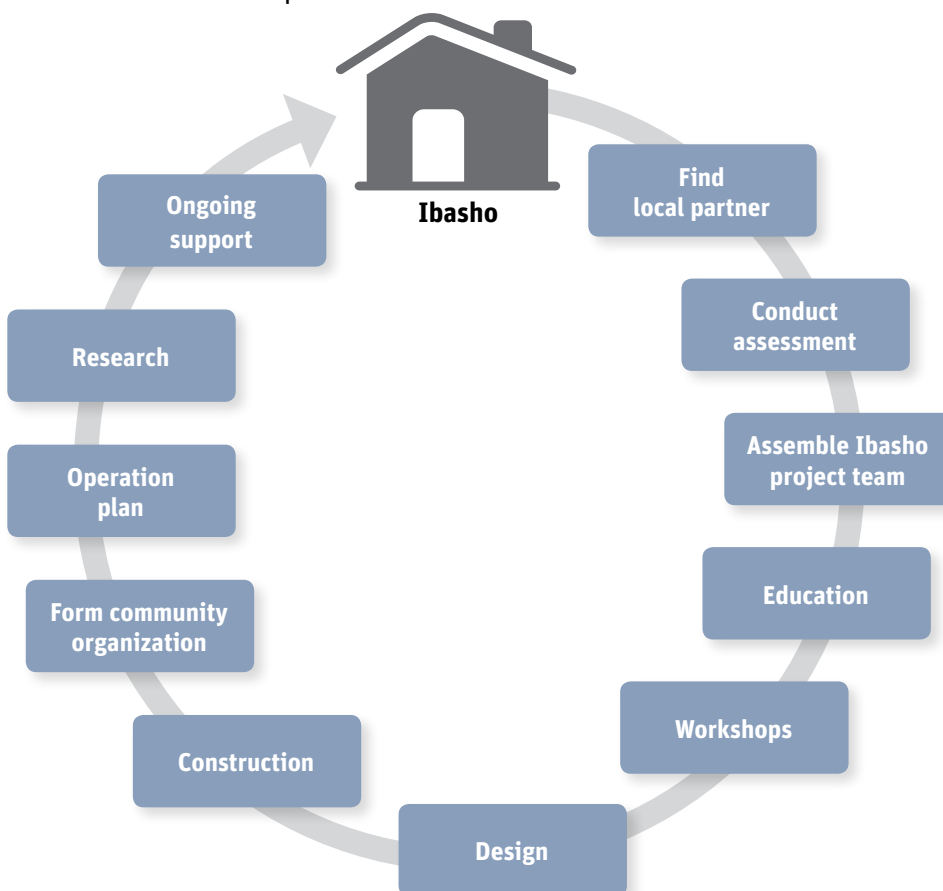 Ibasho
Find
local partner
Conduct
assessment
Assemble Ibasho
project team
Education
Workshops
Design
Construction
Form community
organization
Operation
plan
Research
Ongoing
support